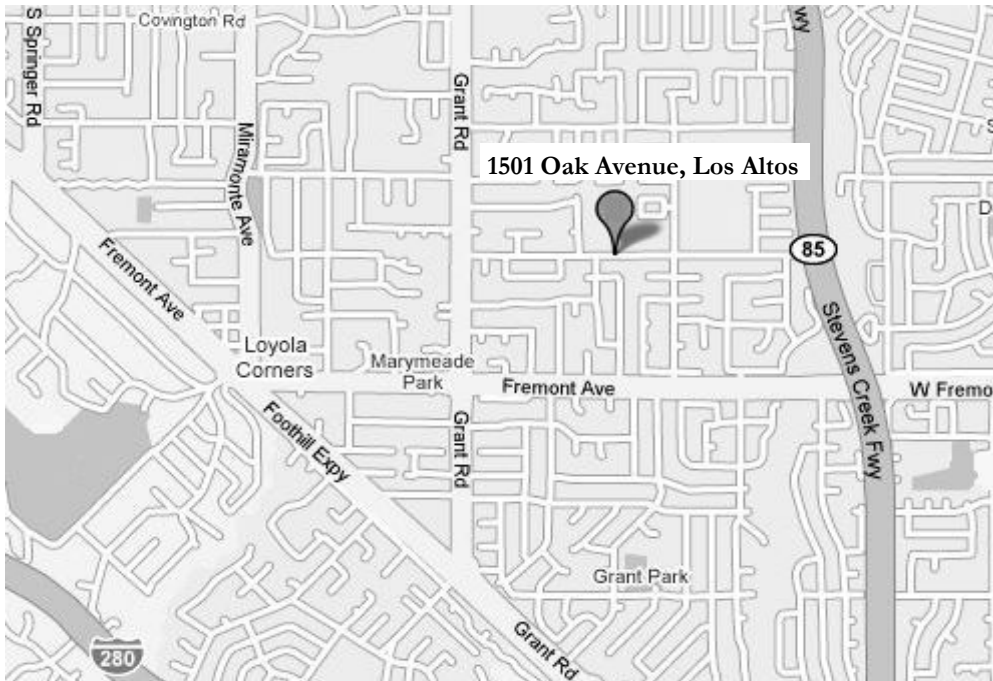 Covington Rd
wy
S Springer Rd
Grant Rd
Miramonte Ave
1501 Oak Avenue, Los Altos
S
D
Fremont Ave
85
Stevens Creek Fwy
Loyola
Corners
Marymeade
Park
Fremont Ave
W Fremo
Grant Rd
Foothill Expy
Grant Park
Grant Rd
280